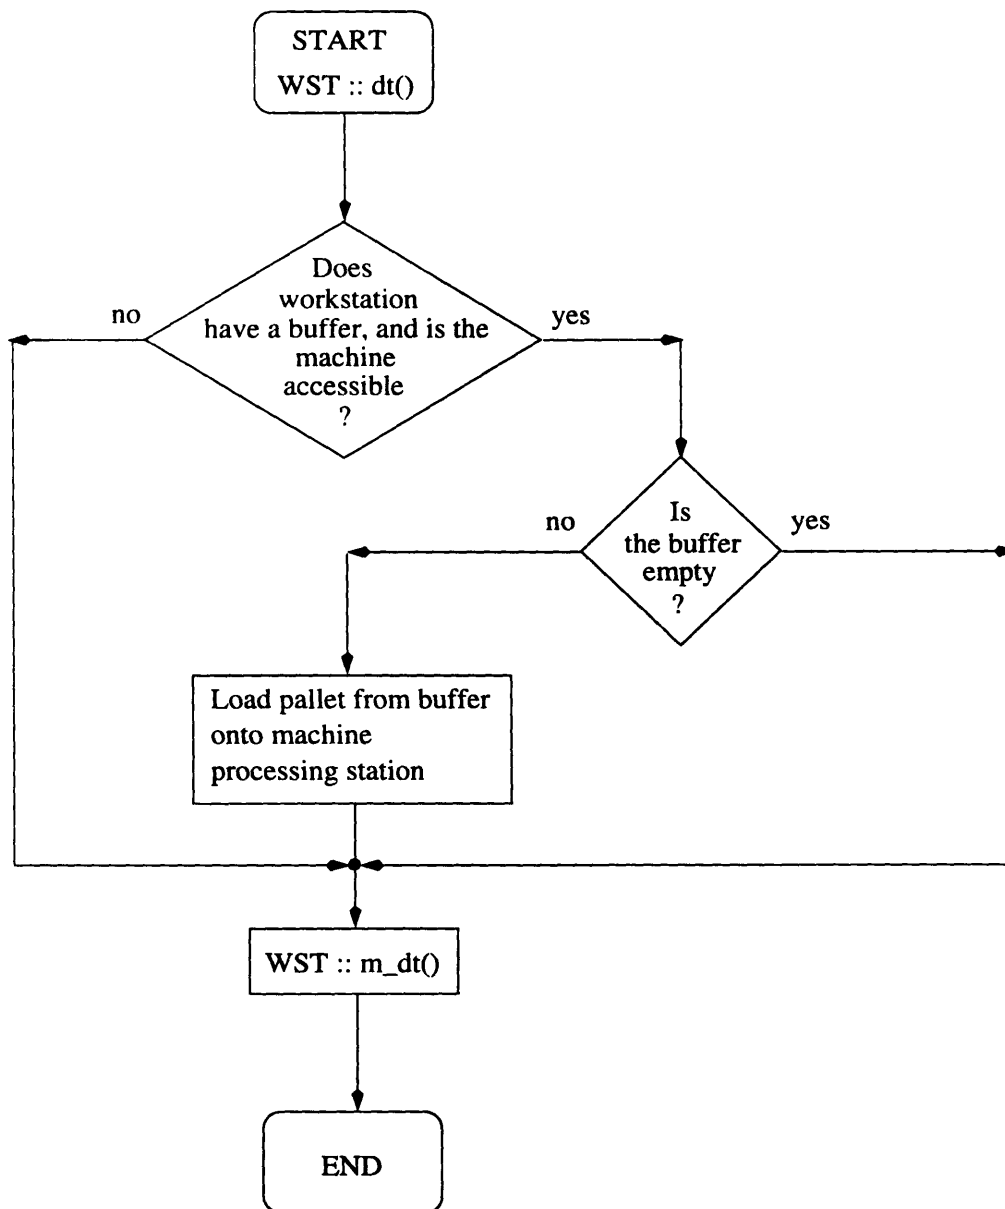 START
WST :: dt()
Does
workstation
have a buffer, and is the
machine
accessible
?
no
yes
Is
the buffer
empty
?
no
yes
Load pallet from buffer
onto machine
processing station
WST :: m_dt()
END